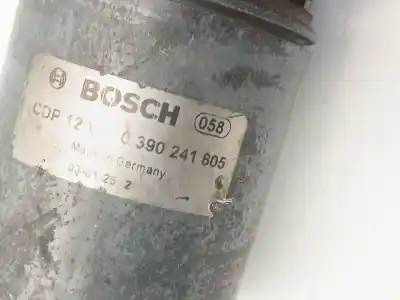 BOSCH 058
CDP 12 V 0 390 241 805
Made in Germany